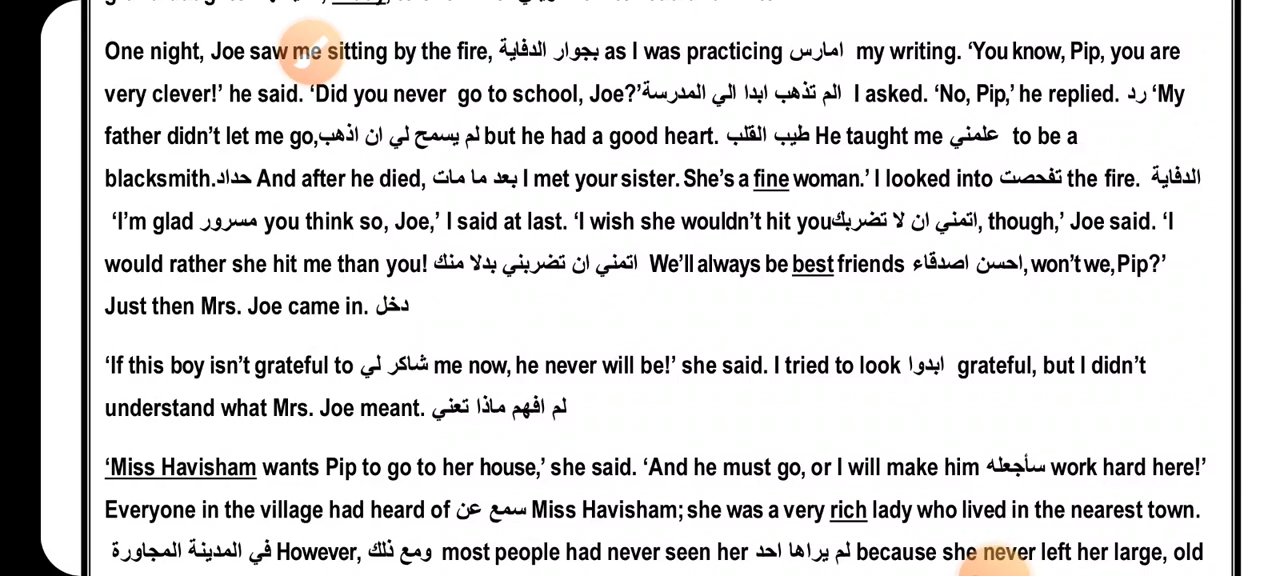 One night, Joe saw me sitting by the fire, بجوار الدفاية as I was practicing امارس my writing. ‘You know, Pip, you are
very clever!’ he said. ‘Did you never go to school, Joe?’الم تذهب ابدا الي المدرسة I asked. ‘No, Pip,’ he replied. رد ‘My
father didn’t let me go,لم يسمح لي ان اذهب but he had a good heart. طيب القلب He taught me علمني to be a
blacksmith.حداد And after he died, بعد ما مات I met your sister. She’s a fine woman.’ I looked into تفحصت the fire. الدفاية
‘I’m glad مسرور you think so, Joe,’ I said at last. ‘I wish she wouldn’t hit youاتمني ان لا تضربك, though,’ Joe said. ‘I
would rather she hit me than you! اتمني ان تضربني بدلا منك We’ll always be best friends احسن اصدقاء, won’t we, Pip?’
Just then Mrs. Joe came in. دخل
‘If this boy isn’t grateful to شاكر لي me now, he never will be!’ she said. I tried to look ابدوا grateful, but I didn’t
understand what Mrs. Joe meant. لم افهم ماذا تعني
‘Miss Havisham wants Pip to go to her house,’ she said. ‘And he must go, or I will make him سأجعله work hard here!’
Everyone in the village had heard of سمع عن Miss Havisham; she was a very rich lady who lived in the nearest town.
في المدينة المجاورة However, ومع ذلك most people had never seen her لم يراها احد because she never left her large, old